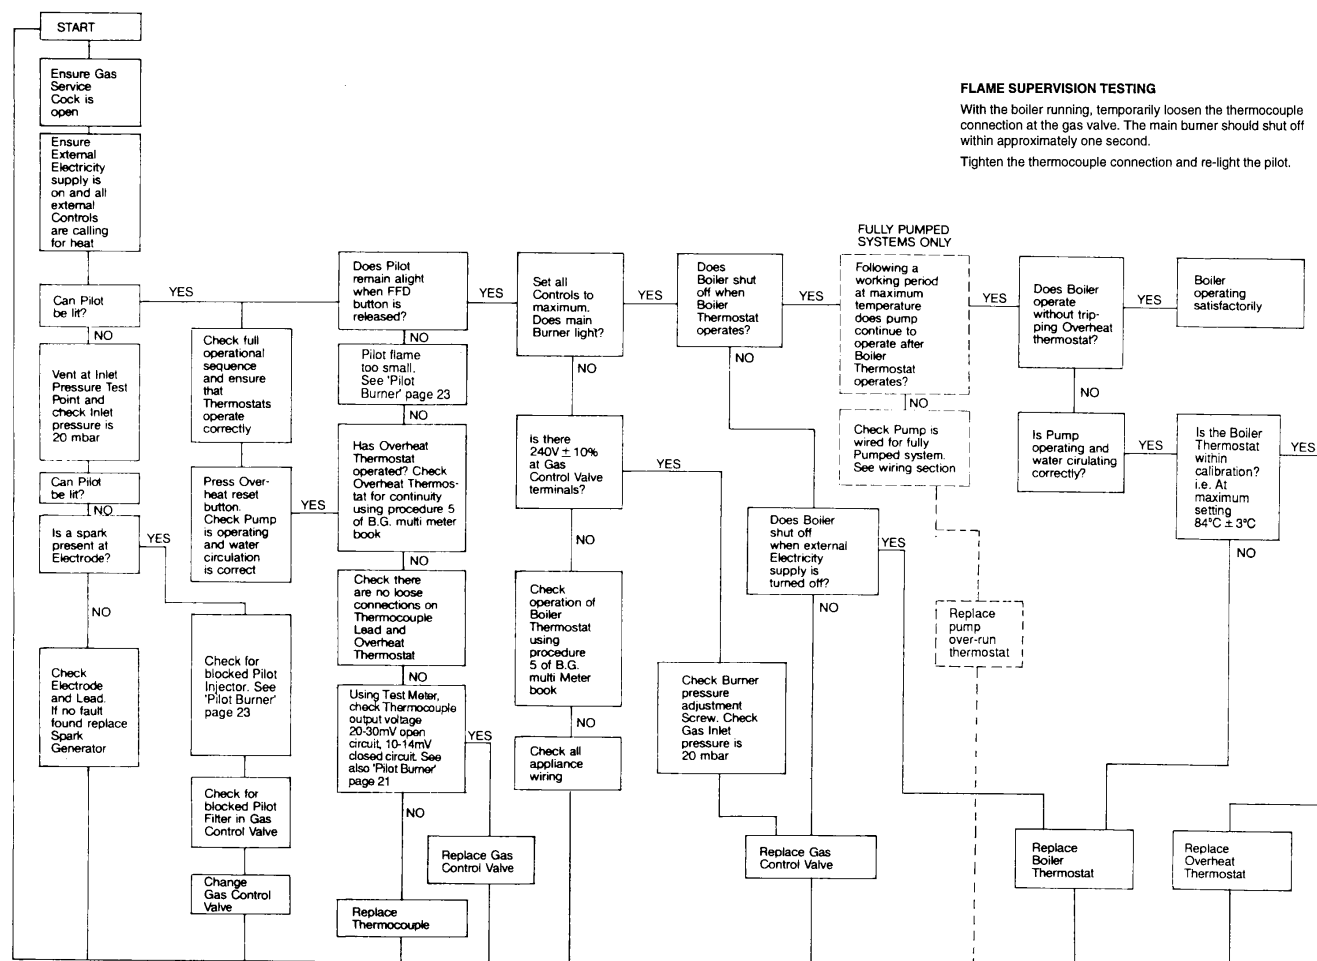 START
Ensure Gas
Service
Cock is
open
Ensure
External
Electricity
supply is
on and all
external
Controls
are calling
for heat
Can Pilot
be lit?
YES
NO
Vent at Inlet
Pressure Test
Point and
check Inlet
pressure is
20 mbar
Can Pilot
be lit?
NO
Is a spark
present at
Electrode?
YES
NO
Check
Electrode
and Lead.
If no fault
found replace
Spark
Generator
Check full
operational
sequence
and ensure
that
Thermostats
operate
correctly
Press Over-
heat reset
button.
Check Pump
is operating
and water
circulation
is correct
YES
Check for
blocked Pilot
Injector. See
'Pilot Burner'
page 23
Check for
blocked Pilot
Filter in Gas
Control Valve
Change
Gas Control
Valve
Does Pilot
remain alight
when FFD
button is
released?
YES
NO
Pilot flame
too small.
See 'Pilot
Burner' page 23
NO
Has Overheat
Thermostat
operated? Check
Overheat Thermos-
tat for continuity
using procedure 5
of B.G. multi meter
book
NO
Check there
are no loose
connections on
Thermocouple
Lead and
Overheat
Thermostat
NO
Using Test Meter,
check Thermocouple
output voltage
20-30mV open
circuit, 10-14mV
closed circuit. See
also 'Pilot Burner'
page 21
YES
NO
Replace Gas
Control Valve
Replace
Thermocouple
Set all
Controls to
maximum.
Does main
Burner light?
YES
NO
Is there
240V ± 10%
at Gas
Control Valve
terminals?
YES
NO
Check
operation of
Boiler
Thermostat
using
procedure
5 of B.G.
multi Meter
book
NO
Check all
appliance
wiring
Check Burner
pressure
adjustment
Screw. Check
Gas Inlet
pressure is
20 mbar
Does
Boiler shut
off when
Boiler
Thermostat
operates?
YES
NO
Does Boiler
shut off
when external
Electricity
supply is
turned off?
YES
NO
Replace Gas
Control Valve
FLAME SUPERVISION TESTING
With the boiler running, temporarily loosen the thermocouple
connection at the gas valve. The main burner should shut off
within approximately one second.
Tighten the thermocouple connection and re-light the pilot.
FULLY PUMPED
SYSTEMS ONLY
Following a
working period
at maximum
temperature
does pump
continue to
operate after
Boiler
Thermostat
operates?
YES
NO
Check Pump is
wired for fully
Pumped system.
See wiring section
Replace
pump
over-run
thermostat
Does Boiler
operate
without trip-
ping Overheat
thermostat?
YES
NO
Boiler
operating
satisfactorily
Is Pump
operating and
water cirulating
correctly?
YES
Is the Boiler
Thermostat
within
calibration?
i.e. At
maximum
setting
84°C ± 3°C
YES
NO
Replace
Boiler
Thermostat
Replace
Overheat
Thermostat